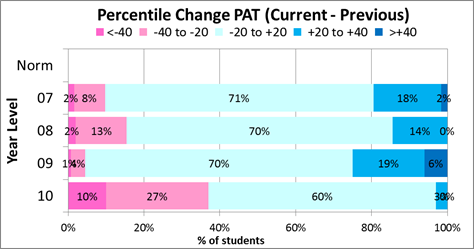 Percentile Change PAT (Current - Previous)
<-40 -40 to -20 -20 to +20 +20 to +40 >+40
Year Level
Norm
07 2% 8% 71% 18% 2%
08 2% 13% 70% 14% 0%
09 1% 4% 70% 19% 6%
10 10% 27% 60% 3% 0%
0% 20% 40% 60% 80% 100%
% of students